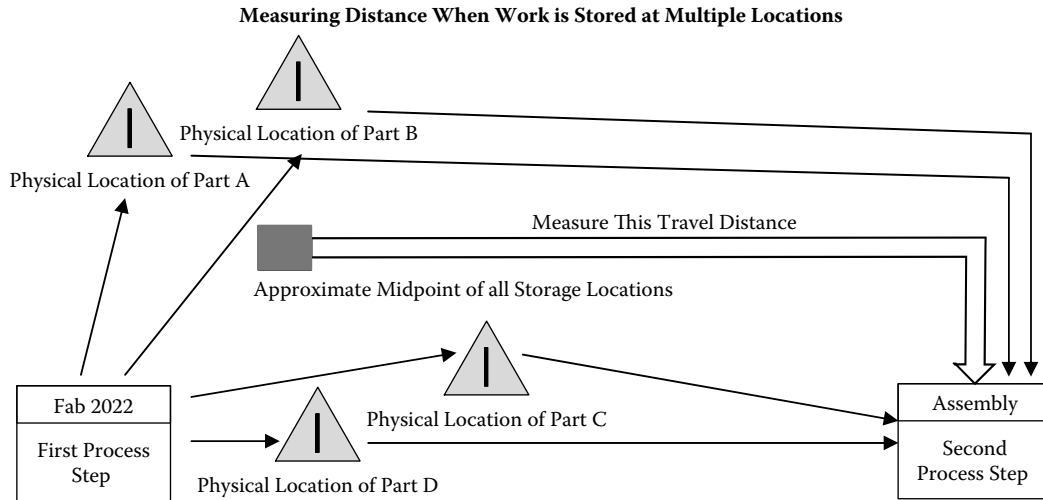 Measuring Distance When Work is Stored at Multiple Locations
Physical Location of Part B
Physical Location of Part A
Measure This Travel Distance
Approximate Midpoint of all Storage Locations
Fab 2022
First Process
Step
Physical Location of Part C
Physical Location of Part D
Assembly
Second
Process Step